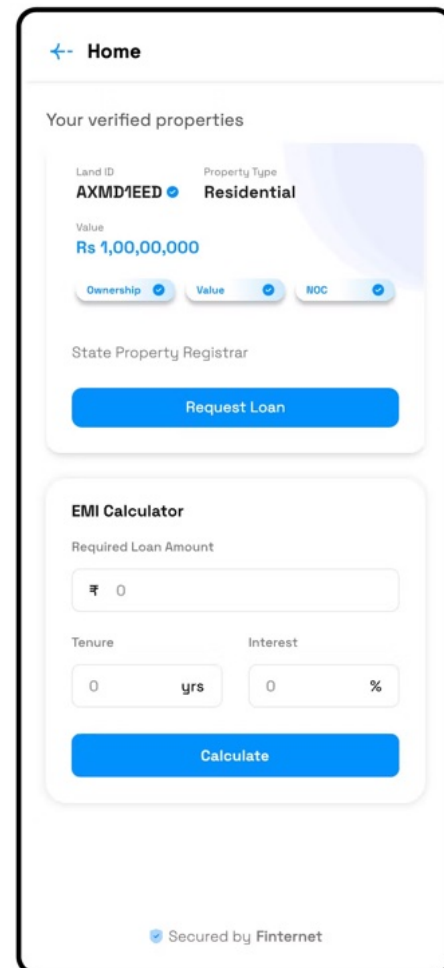 Home
Your verified properties
Land ID Property Type
AXMD1EED Residential
Value
Rs 1,00,00,000
Ownership Value NOC
State Property Registrar
Request Loan
EMI Calculator
Required Loan Amount
₹ 0
Tenure Interest
0 yrs 0 %
Calculate
Secured by Finternet